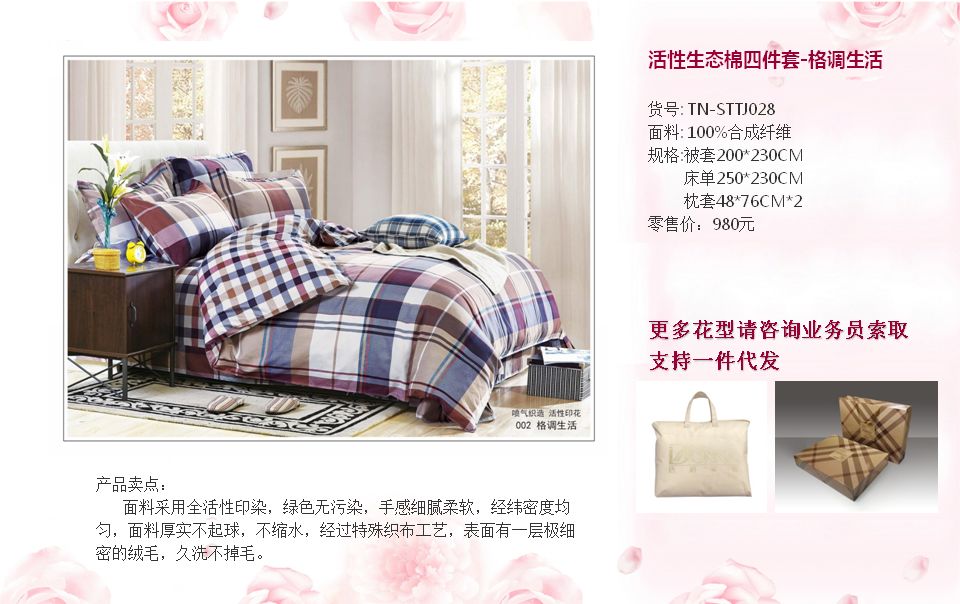 活性生态棉四件套-格调生活
货号: TN-STTJ028
面料: 100%合成纤维
规格:被套200*230CM
床单250*230CM
枕套48*76CM*2
零售价：980元
更多花型请咨询业务员索取
支持一件代发
喷气织造 活性印花
002 格调生活
产品卖点：
面料采用全活性印染，绿色无污染，手感细腻柔软，经纬密度均
匀，面料厚实不起球，不缩水，经过特殊织布工艺，表面有一层极细
密的绒毛，久洗不掉毛。